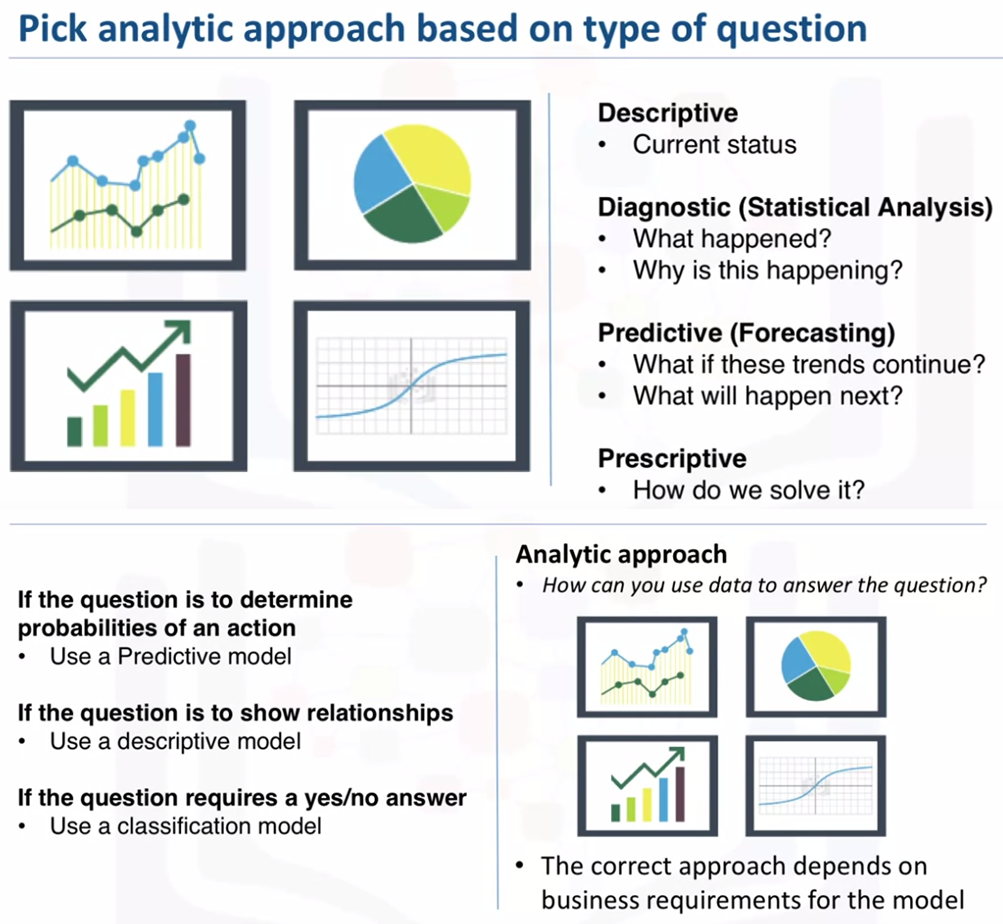 Pick analytic approach based on type of question
Descriptive
• Current status
Diagnostic (Statistical Analysis)
• What happened?
• Why is this happening?
Predictive (Forecasting)
• What if these trends continue?
• What will happen next?
Prescriptive
• How do we solve it?
If the question is to determine
probabilities of an action
• Use a Predictive model
If the question is to show relationships
• Use a descriptive model
If the question requires a yes/no answer
• Use a classification model
Analytic approach
• How can you use data to answer the question?
• The correct approach depends on
business requirements for the model